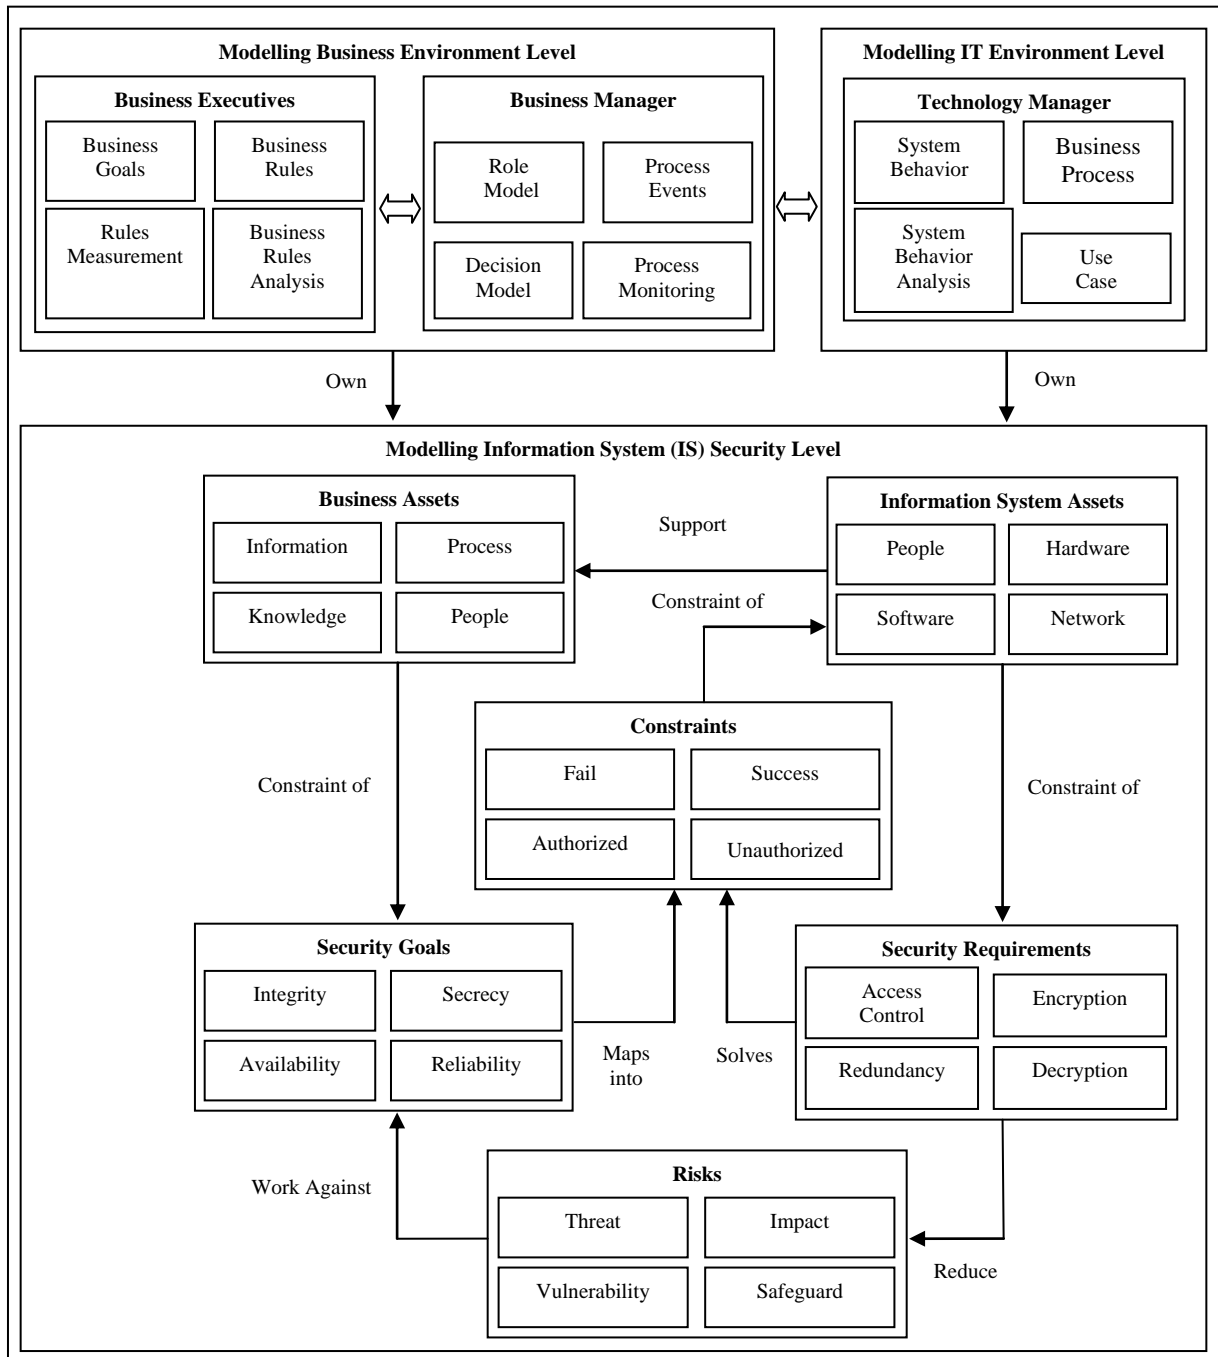 Modelling Business Environment Level
Business Executives
Business
Goals
Business
Rules
Rules
Measurement
Business
Rules
Analysis
Business Manager
Role
Model
Process
Events
Decision
Model
Process
Monitoring
Modelling IT Environment Level
Technology Manager
System
Behavior
Business
Process
System
Behavior
Analysis
Use
Case
Own
Own
Modelling Information System (IS) Security Level
Business Assets
Information
Process
Knowledge
People
Support
Constraint of
Information System Assets
People
Hardware
Software
Network
Constraints
Fail
Success
Authorized
Unauthorized
Constraint of
Constraint of
Security Goals
Integrity
Secrecy
Availability
Reliability
Maps
into
Solves
Security Requirements
Access
Control
Encryption
Redundancy
Decryption
Work Against
Risks
Threat
Impact
Vulnerability
Safeguard
Reduce